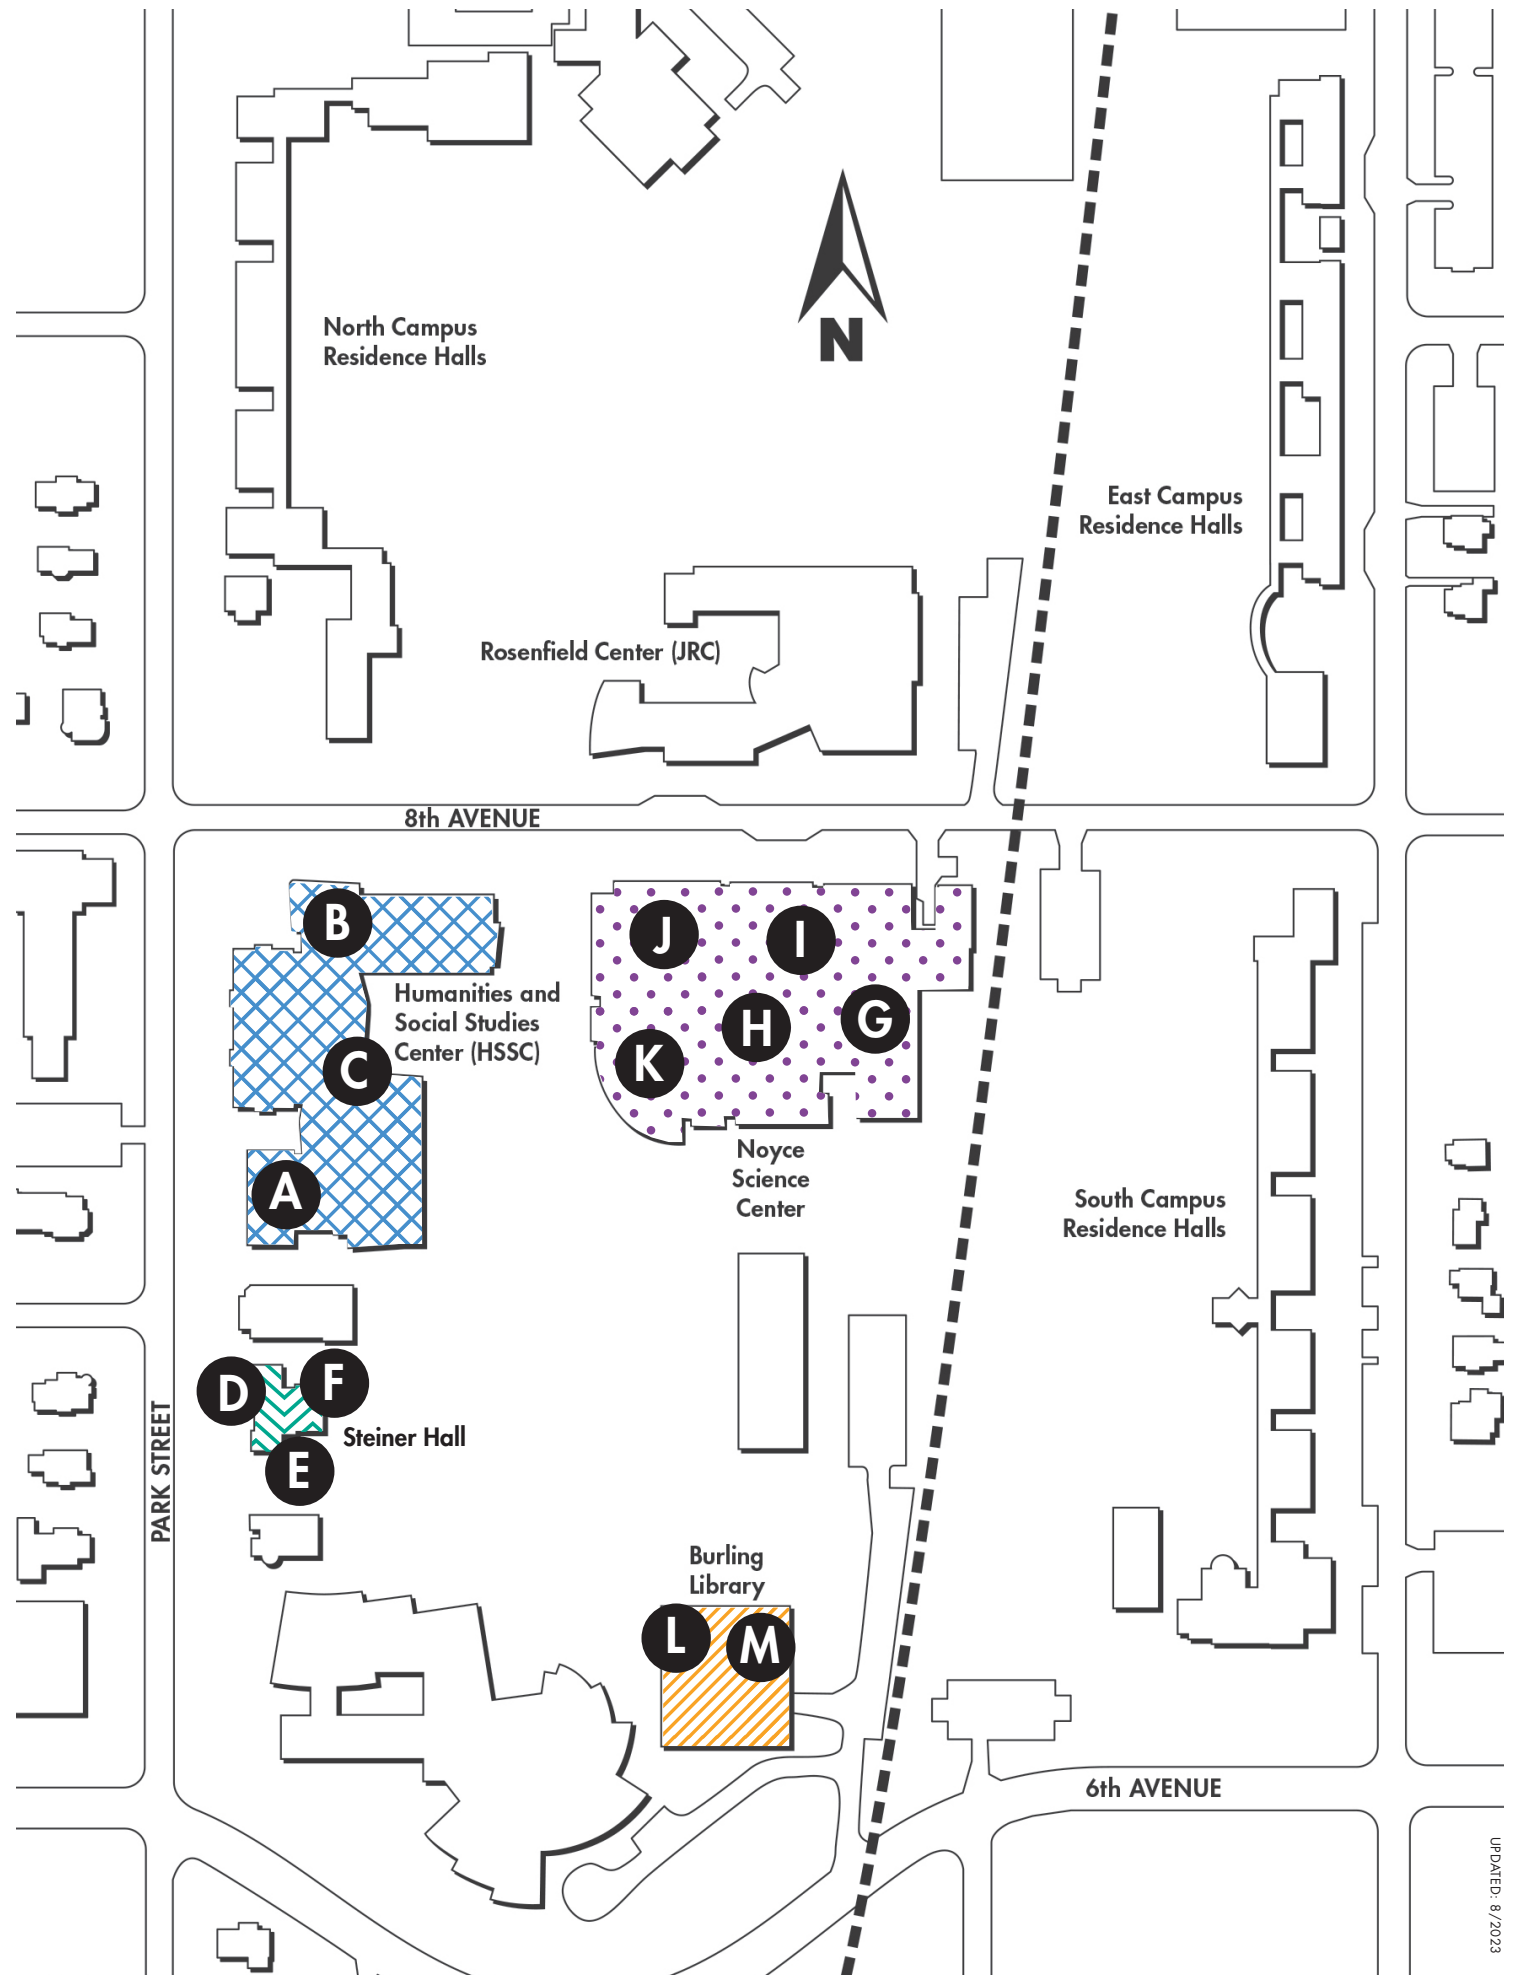 N
North Campus
Residence Halls
East Campus
Residence Halls
Rosenfield Center (JRC)
8th AVENUE
B
J
I
Humanities and
Social Studies
Center (HSSC)
G
H
C
K
Noyce
Science
Center
A
South Campus
Residence Halls
D
F
Steiner Hall
E
PARK STREET
Burling
Library
L
M
6th AVENUE
UPDATED: 8/2023